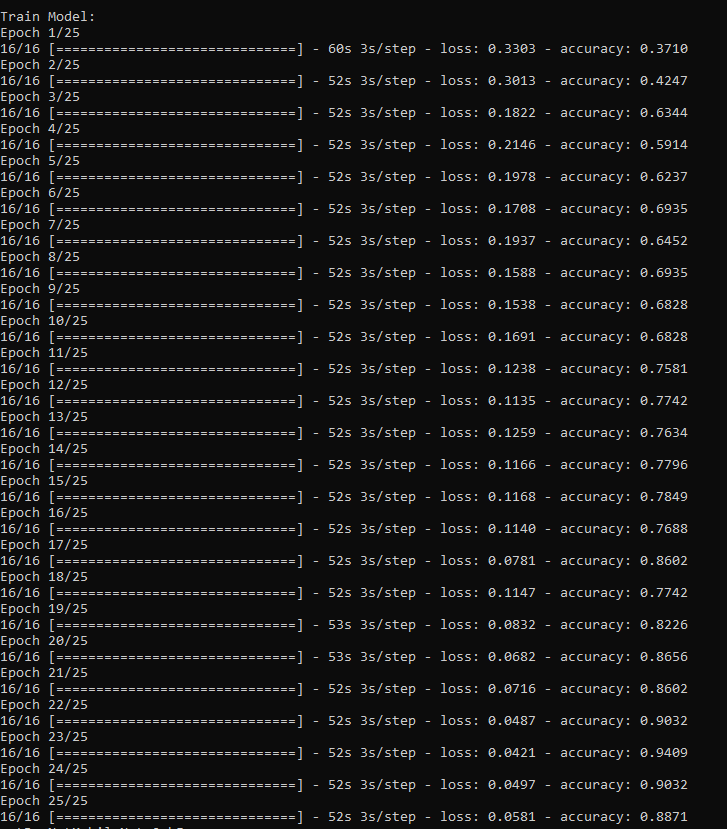 Train Model:
Epoch 1/25
16/16 [==============================] - 60s 3s/step - loss: 0.3303 - accuracy: 0.3710
Epoch 2/25
16/16 [==============================] - 52s 3s/step - loss: 0.3013 - accuracy: 0.4247
Epoch 3/25
16/16 [==============================] - 52s 3s/step - loss: 0.1822 - accuracy: 0.6344
Epoch 4/25
16/16 [==============================] - 52s 3s/step - loss: 0.2146 - accuracy: 0.5914
Epoch 5/25
16/16 [==============================] - 52s 3s/step - loss: 0.1978 - accuracy: 0.6237
Epoch 6/25
16/16 [==============================] - 52s 3s/step - loss: 0.1708 - accuracy: 0.6935
Epoch 7/25
16/16 [==============================] - 52s 3s/step - loss: 0.1937 - accuracy: 0.6452
Epoch 8/25
16/16 [==============================] - 52s 3s/step - loss: 0.1588 - accuracy: 0.6935
Epoch 9/25
16/16 [==============================] - 52s 3s/step - loss: 0.1538 - accuracy: 0.6828
Epoch 10/25
16/16 [==============================] - 52s 3s/step - loss: 0.1691 - accuracy: 0.6828
Epoch 11/25
16/16 [==============================] - 52s 3s/step - loss: 0.1238 - accuracy: 0.7581
Epoch 12/25
16/16 [==============================] - 52s 3s/step - loss: 0.1135 - accuracy: 0.7742
Epoch 13/25
16/16 [==============================] - 52s 3s/step - loss: 0.1259 - accuracy: 0.7634
Epoch 14/25
16/16 [==============================] - 52s 3s/step - loss: 0.1166 - accuracy: 0.7796
Epoch 15/25
16/16 [==============================] - 52s 3s/step - loss: 0.1168 - accuracy: 0.7849
Epoch 16/25
16/16 [==============================] - 52s 3s/step - loss: 0.1140 - accuracy: 0.7688
Epoch 17/25
16/16 [==============================] - 52s 3s/step - loss: 0.0781 - accuracy: 0.8602
Epoch 18/25
16/16 [==============================] - 52s 3s/step - loss: 0.1147 - accuracy: 0.7742
Epoch 19/25
16/16 [==============================] - 53s 3s/step - loss: 0.0832 - accuracy: 0.8226
Epoch 20/25
16/16 [==============================] - 53s 3s/step - loss: 0.0682 - accuracy: 0.8656
Epoch 21/25
16/16 [==============================] - 52s 3s/step - loss: 0.0716 - accuracy: 0.8602
Epoch 22/25
16/16 [==============================] - 52s 3s/step - loss: 0.0487 - accuracy: 0.9032
Epoch 23/25
16/16 [==============================] - 52s 3s/step - loss: 0.0421 - accuracy: 0.9409
Epoch 24/25
16/16 [==============================] - 52s 3s/step - loss: 0.0497 - accuracy: 0.9032
Epoch 25/25
16/16 [==============================] - 52s 3s/step - loss: 0.0581 - accuracy: 0.8871